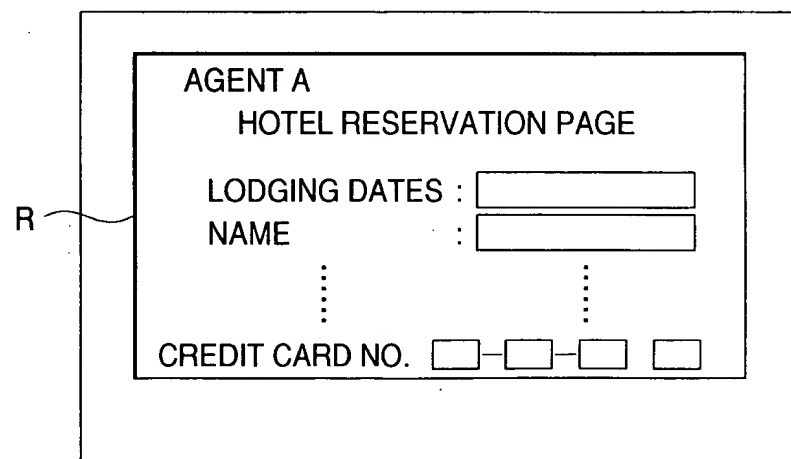 AGENT A
HOTEL RESERVATION PAGE
LODGING DATES :
NAME :
R
CREDIT CARD NO. - -